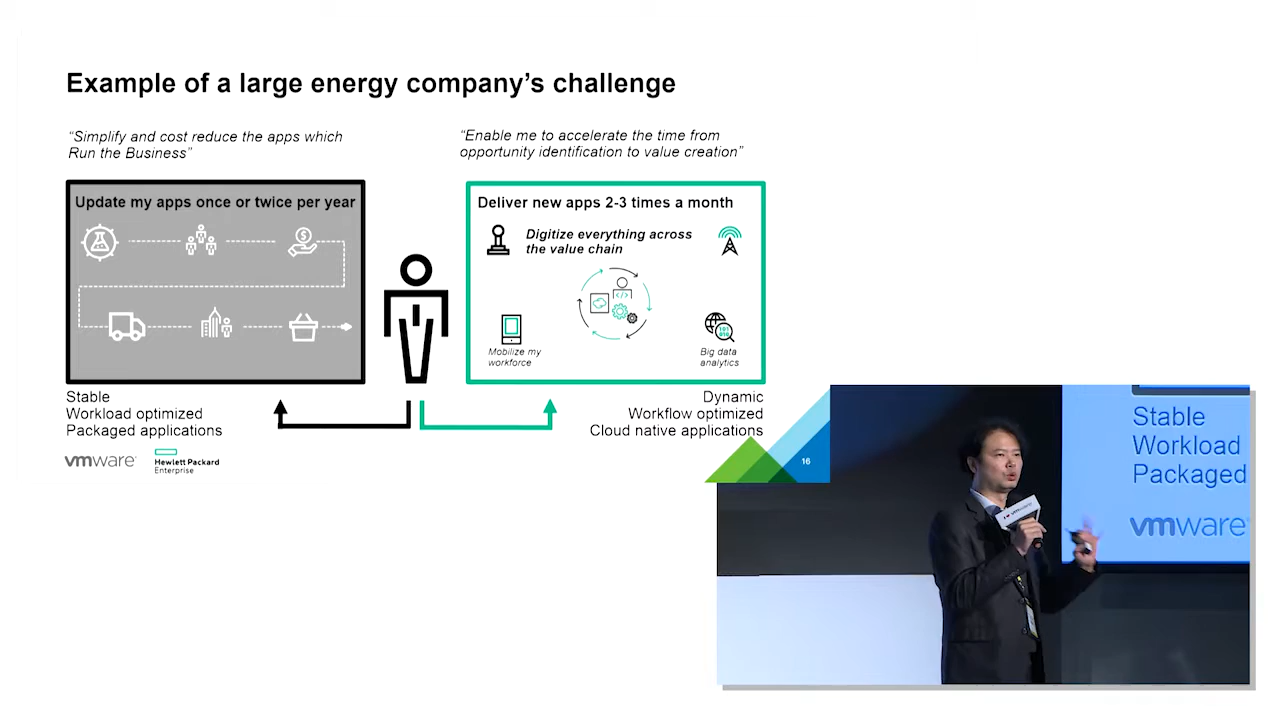 Example of a large energy company's challenge
"Simplify and cost reduce the apps which
Run the Business"
"Enable me to accelerate the time from
opportunity identification to value creation"
Update my apps once or twice per year
Deliver new apps 2-3 times a month
Digitize everything across
the value chain
$
</>
101
010
Mobilize my
workforce
Big data
analytics
Stable
Workload optimized
Packaged applications
Dynamic
Workflow optimized
Cloud native applications
vmware
Hewlett Packard
Enterprise
16
Stable
Workload
Packaged
vmware
I ♥ vmware